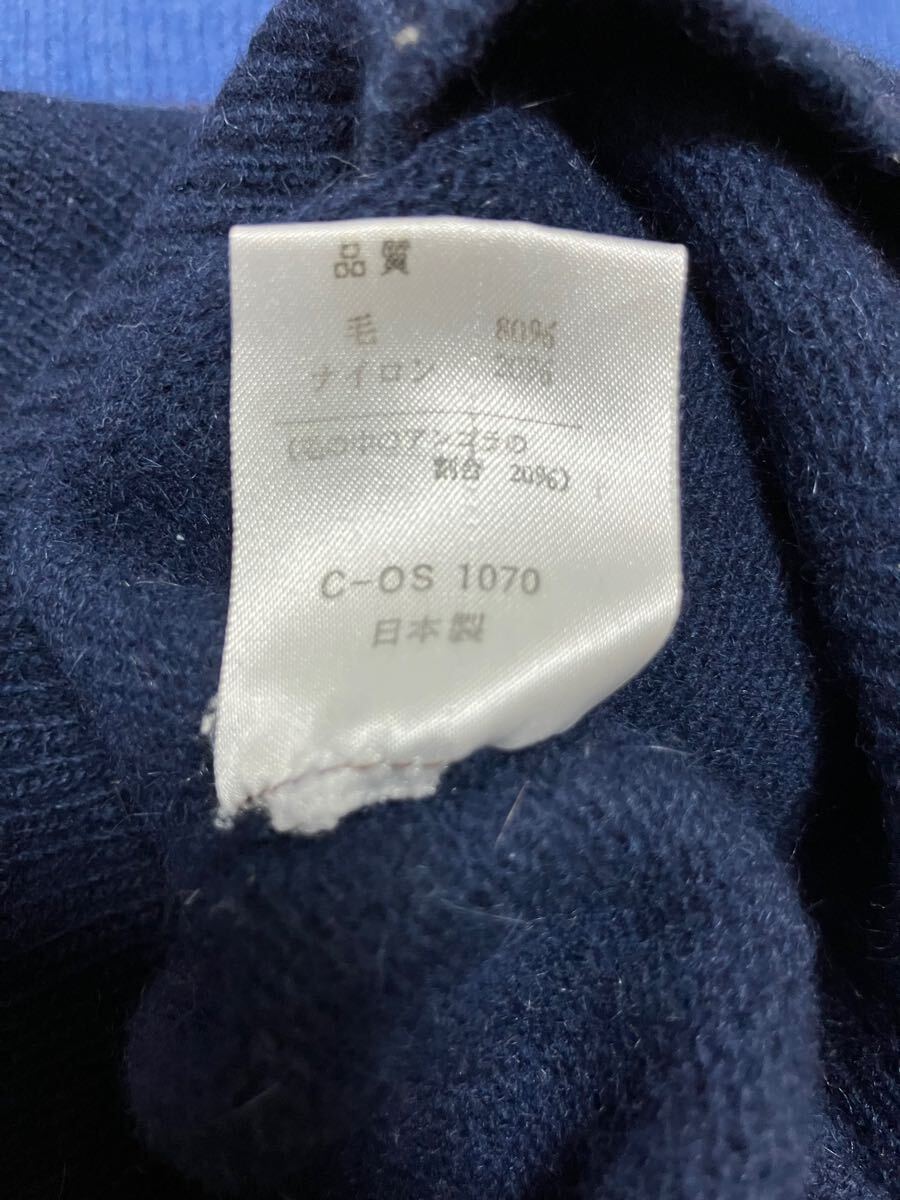 品質
毛 80%
ナイロン 20%
(毛の中のアンゴラの
割合 20%)
C-OS 1070
日本製